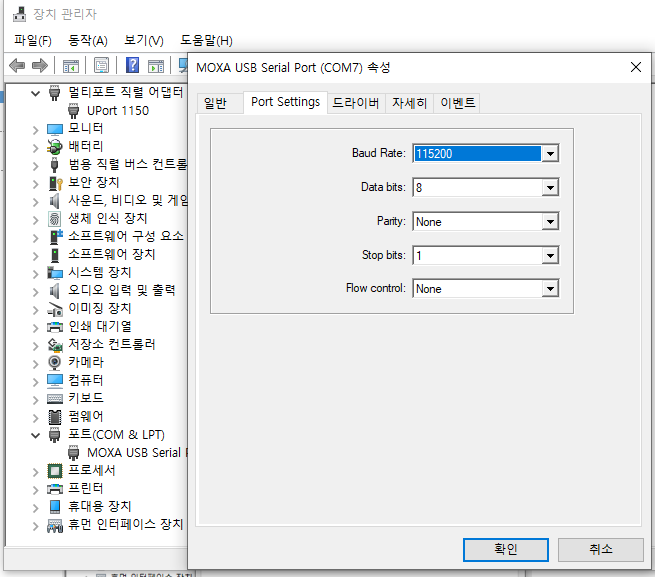 장치 관리자
파일(F) 동작(A) 보기(V) 도움말(H)
멀티포트 직렬 어댑터
UPort 1150
모니터
배터리
범용 직렬 버스 컨트롤
보안 장치
사운드, 비디오 및 게임
생체 인식 장치
소프트웨어 구성 요소
소프트웨어 장치
시스템 장치
오디오 입력 및 출력
이미징 장치
인쇄 대기열
저장소 컨트롤러
카메라
컴퓨터
키보드
펌웨어
포트(COM & LPT)
MOXA USB Serial
프로세서
프린터
휴대용 장치
휴먼 인터페이스 장치
MOXA USB Serial Port (COM7) 속성
일반 Port Settings 드라이버 자세히 이벤트
Baud Rate: 115200
Data bits: 8
Parity: None
Stop bits: 1
Flow control: None
확인 취소
휴먼 인터페이스 장치